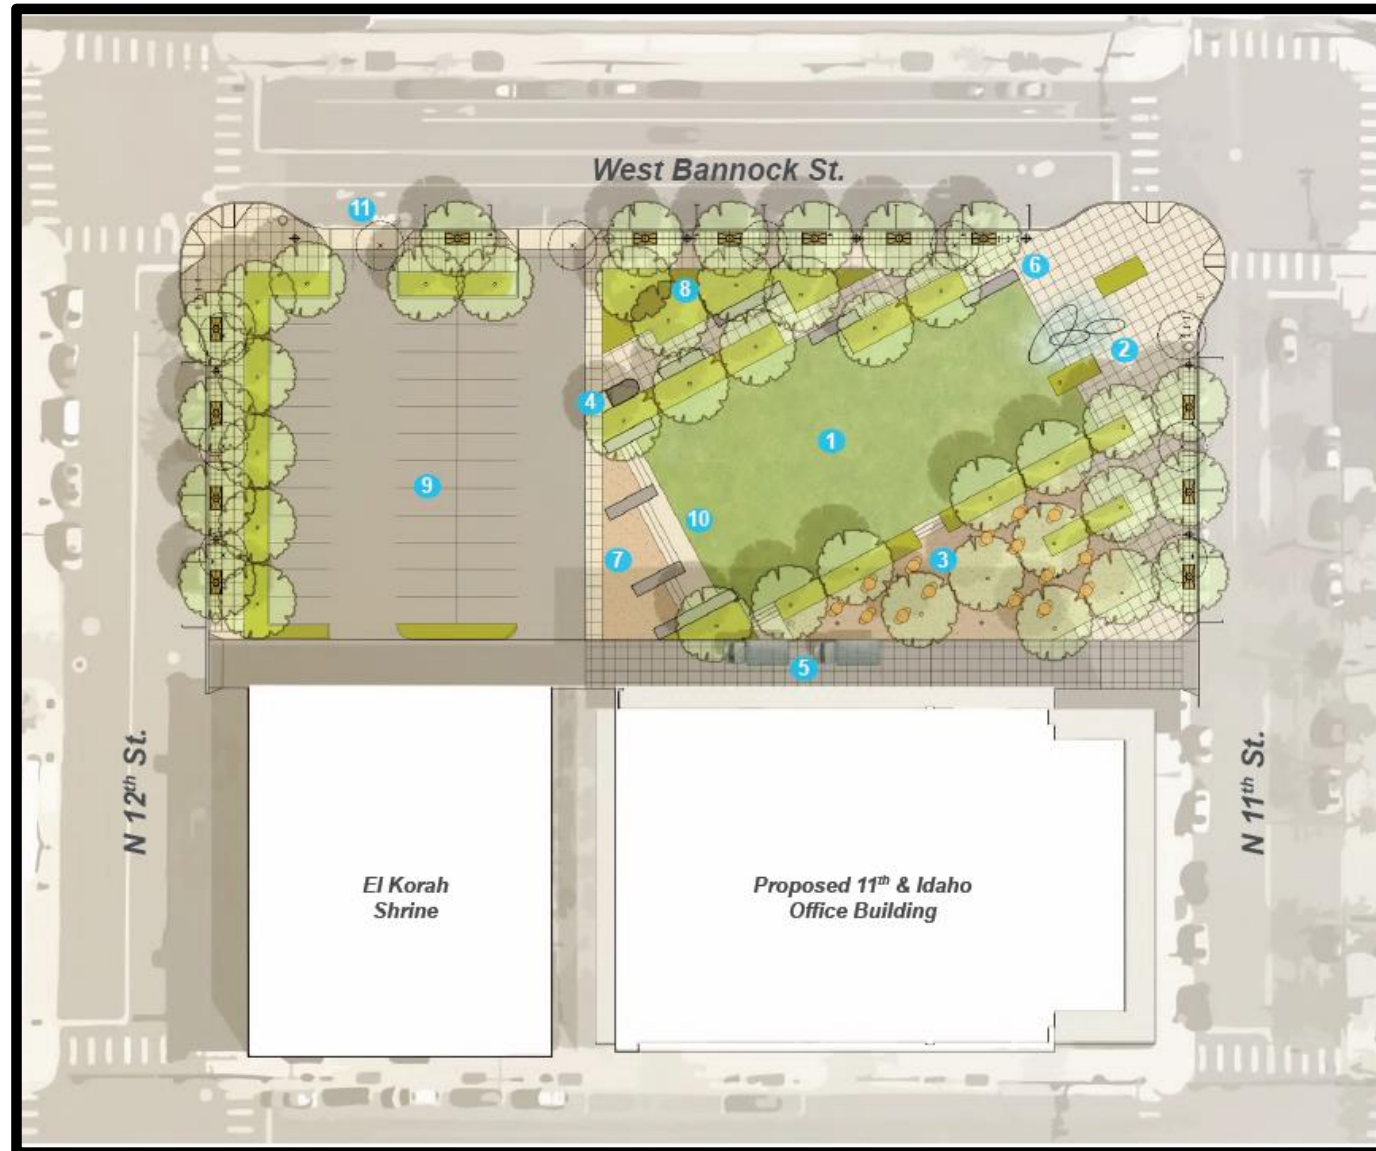 West Bannock St.
11
6
8
2
4
1
9
10
7
3
5
N 12th St.
N 11th St.
El Korah
Shrine
Proposed 11th & Idaho
Office Building